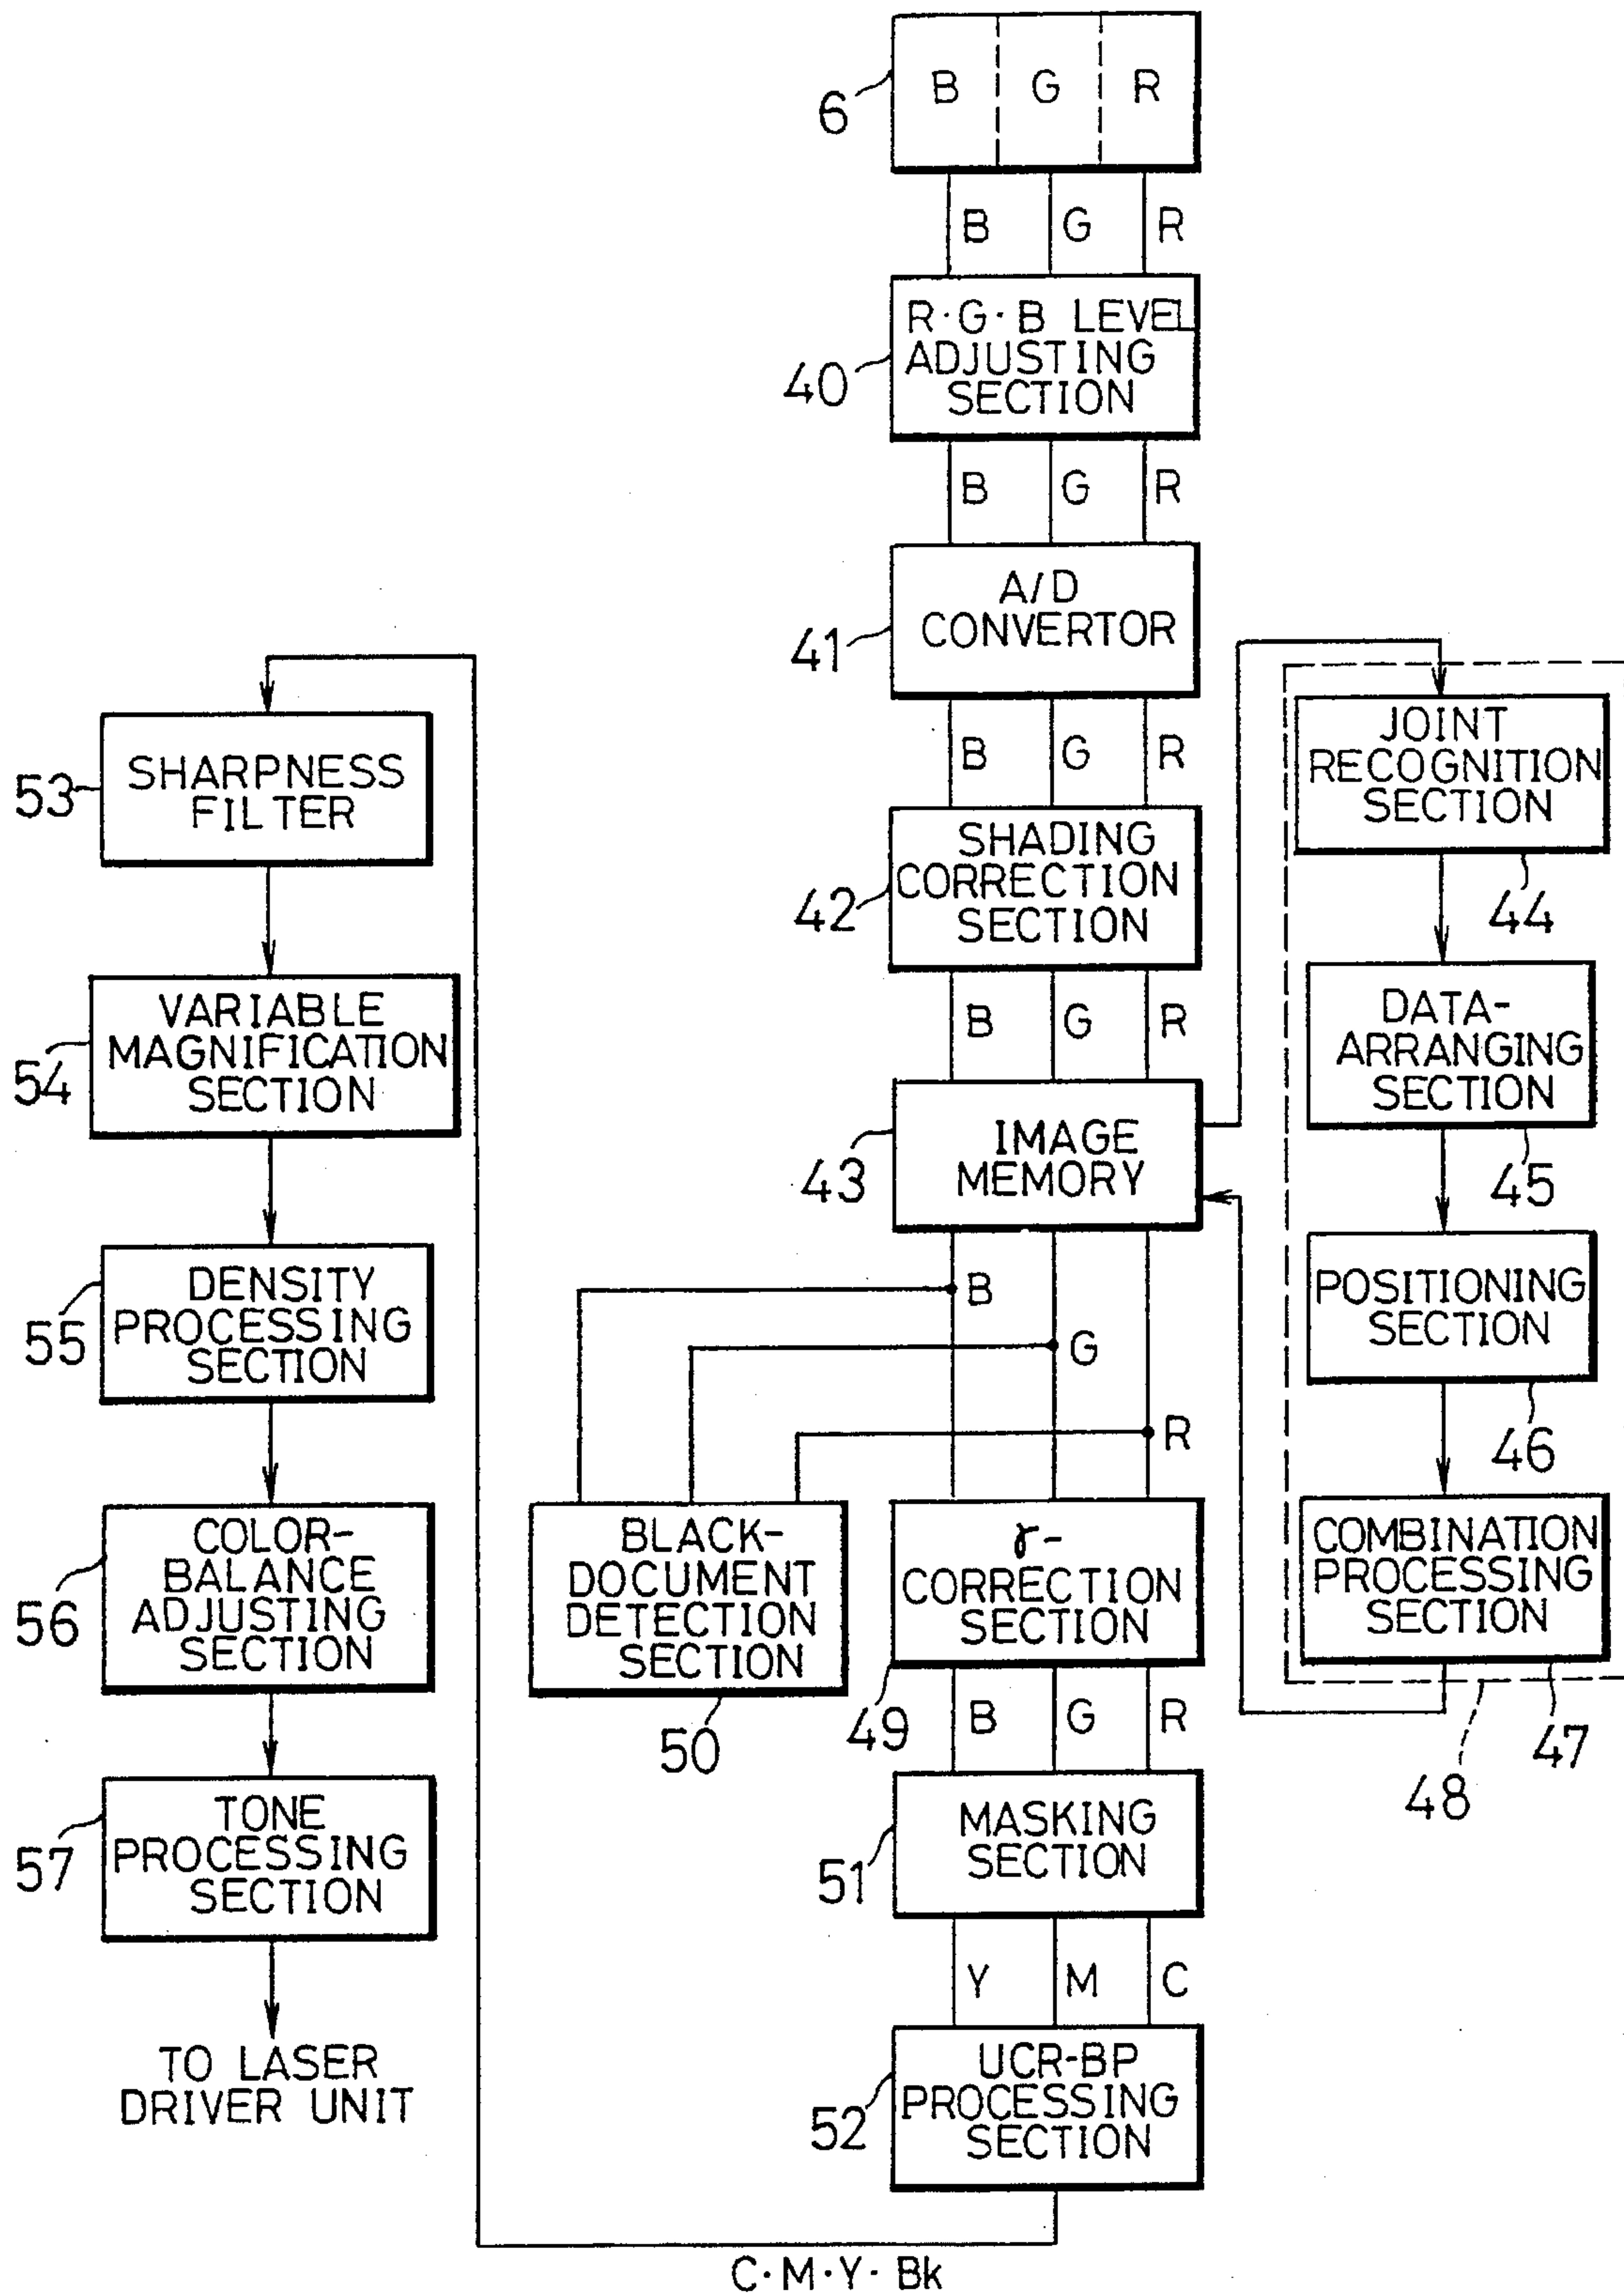 B G R
6
B G R
R·G·B LEVEL
ADJUSTING
SECTION
40
B G R
A/D
CONVERTOR
41
B G R
SHADING
CORRECTION
SECTION
42
B G R
IMAGE
MEMORY
43
JOINT
RECOGNITION
SECTION
44
DATA-
ARRANGING
SECTION
45
POSITIONING
SECTION
46
COMBINATION
PROCESSING
SECTION
47
48
B
G
R
BLACK-
DOCUMENT
DETECTION
SECTION
50
γ-
CORRECTION
SECTION
49
B G R
MASKING
SECTION
51
Y M C
UCR-BP
PROCESSING
SECTION
52
C·M·Y·Bk
SHARPNESS
FILTER
53
VARIABLE
MAGNIFICATION
SECTION
54
DENSITY
PROCESSING
SECTION
55
COLOR-
BALANCE
ADJUSTING
SECTION
56
TONE
PROCESSING
SECTION
57
TO LASER
DRIVER UNIT